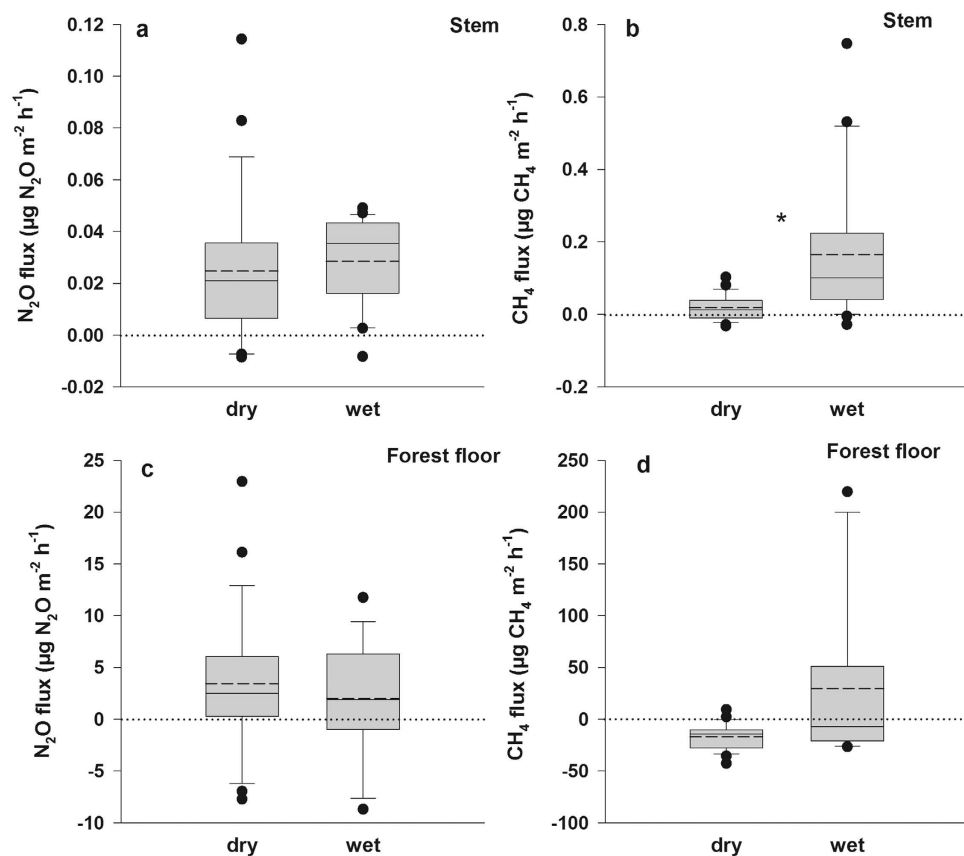 a
Stem
N₂O flux (µg N₂O m⁻² h⁻¹)
0.12
0.10
0.08
0.06
0.04
0.02
0.00
-0.02
dry
wet
b
Stem
CH₄ flux (µg CH₄ m⁻² h⁻¹)
0.8
0.6
0.4
0.2
0.0
-0.2
*
dry
wet
c
Forest floor
N₂O flux (µg N₂O m⁻² h⁻¹)
25
20
15
10
5
0
-5
-10
dry
wet
d
Forest floor
CH₄ flux (µg CH₄ m⁻² h⁻¹)
250
200
150
100
50
0
-50
-100
dry
wet